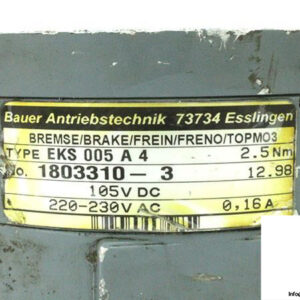 Bauer Antriebstechnik 73734 Esslingen
BREMSE/BRAKE/FREIN/FRENO/TOPMO3
TYPE EKS 005 A 4 2.5Nm
No. 1803310-3 12.98
105V DC
220-230V AC 0,16A